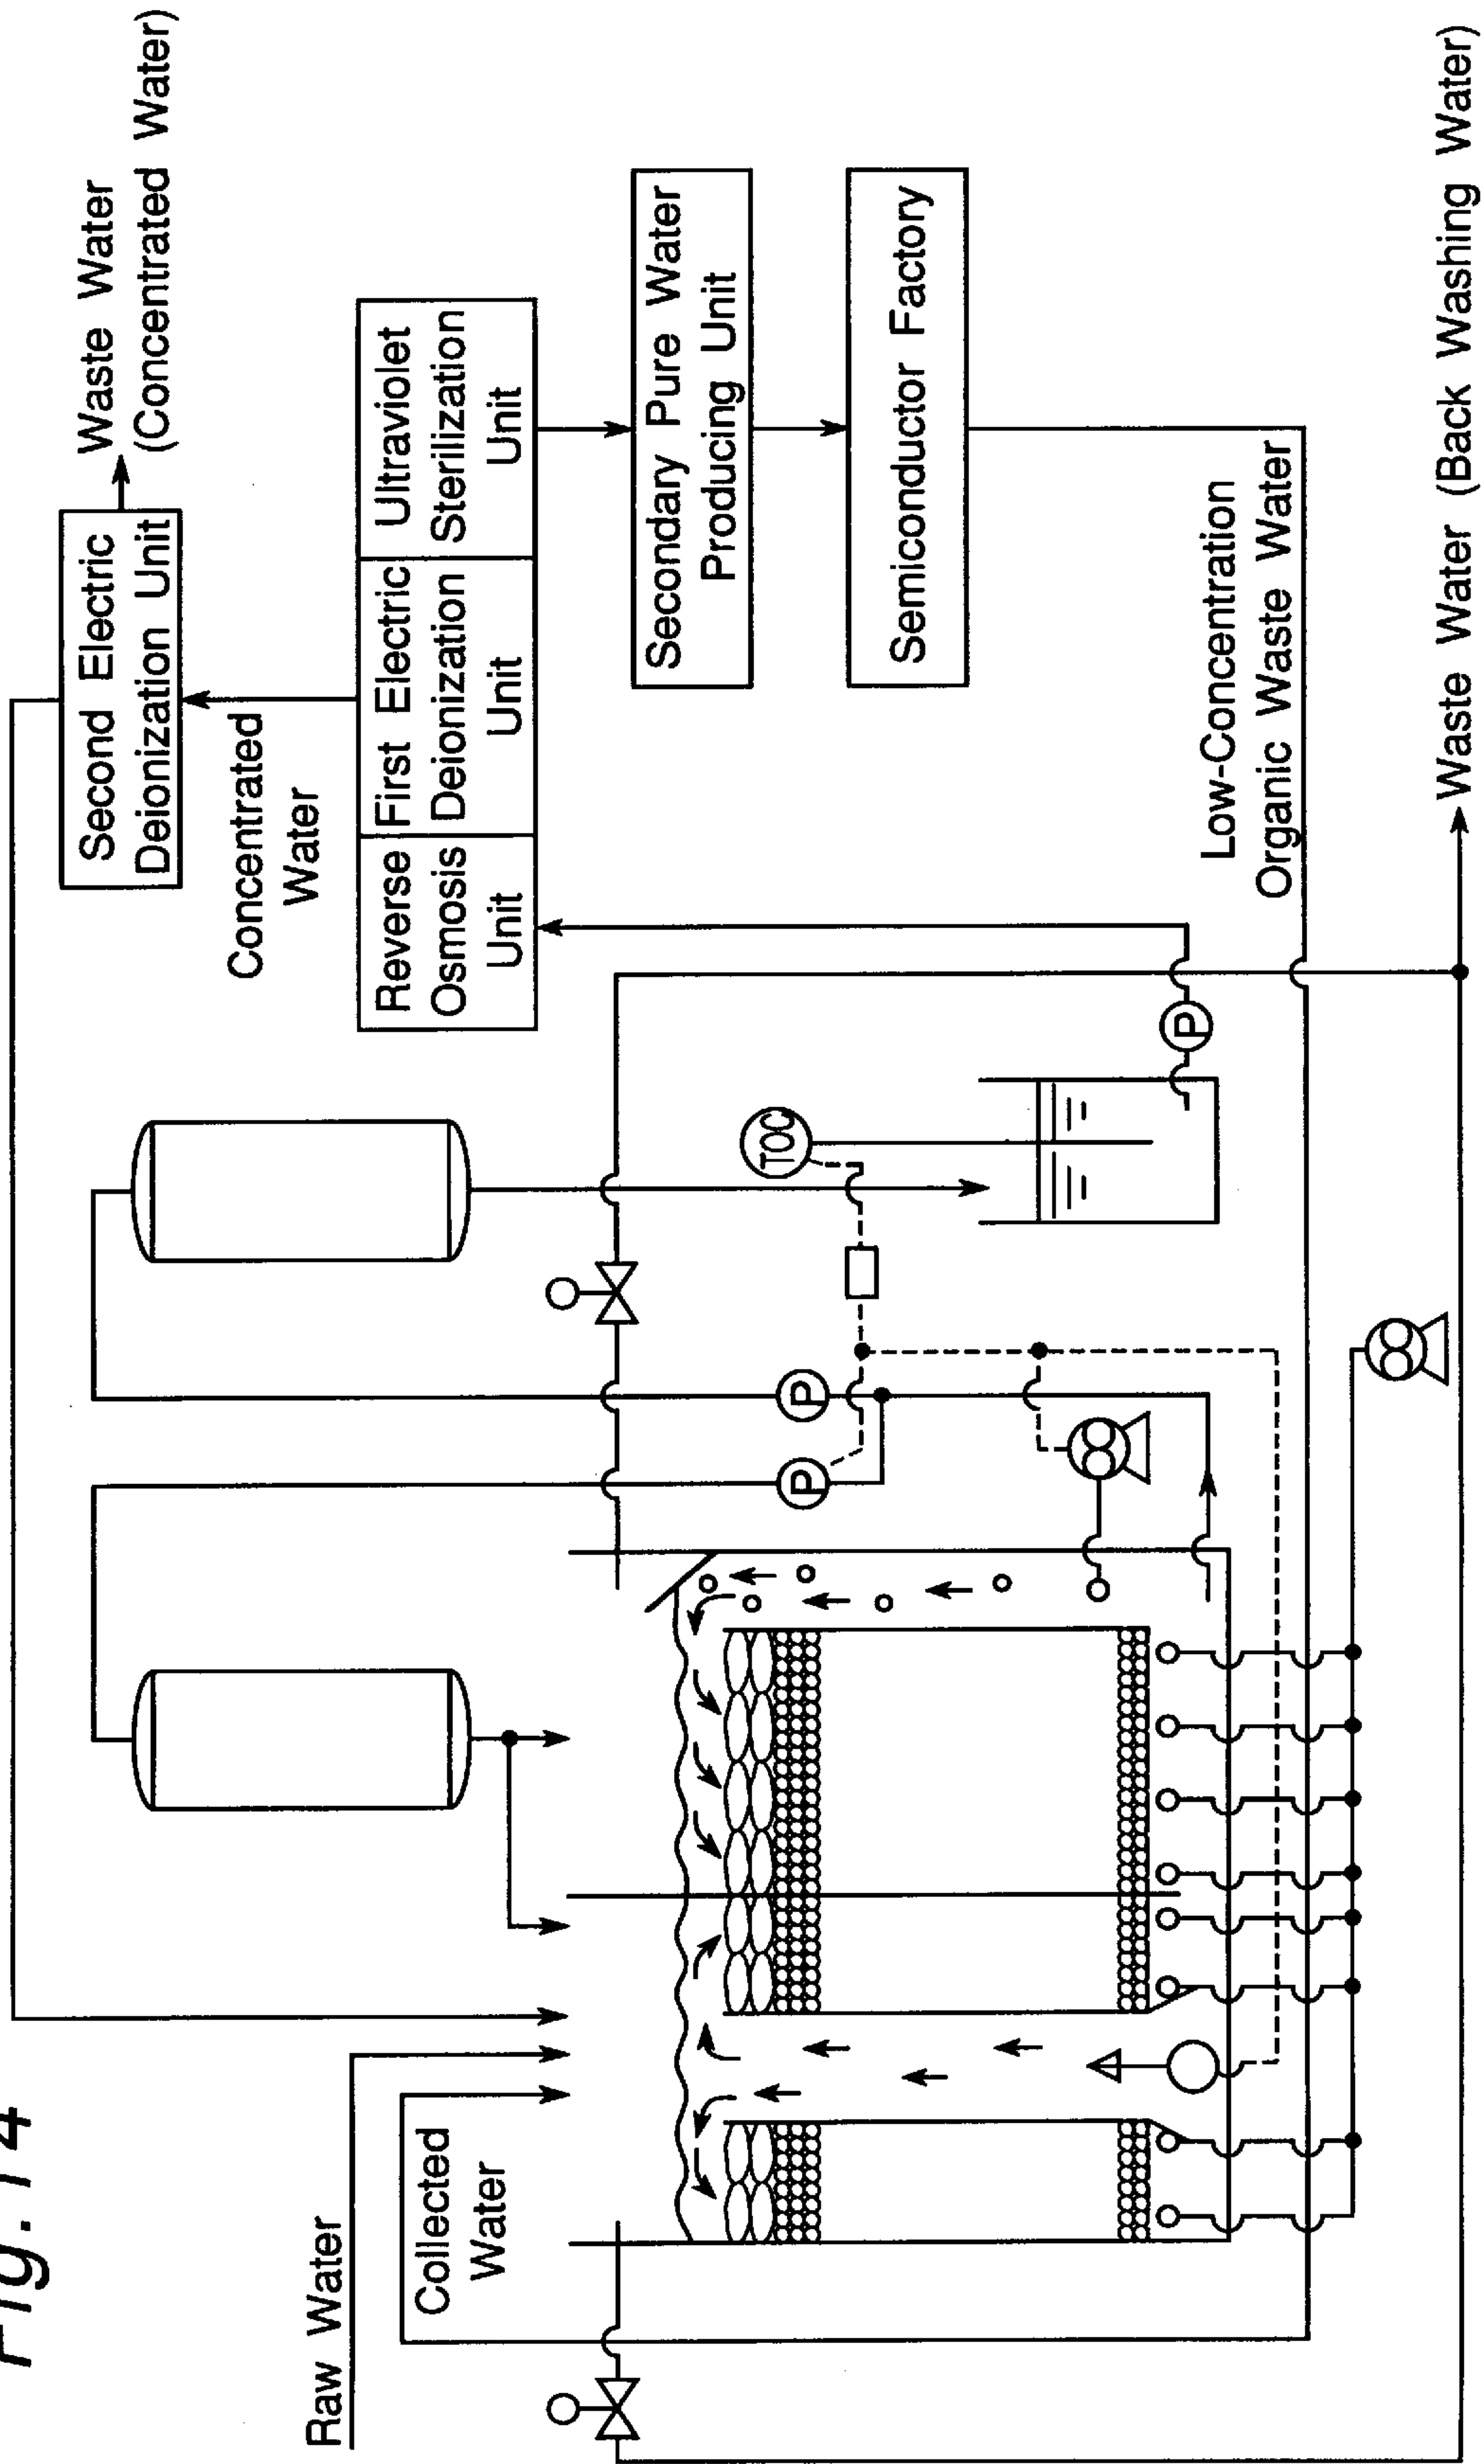 Fig.14
Raw Water
Collected
Water
Second Electric
Deionization Unit
Waste Water
(Concentrated Water)
Concentrated
Water
Reverse
Osmosis
Unit
First Electric
Deionization
Unit
Ultraviolet
Sterilization
Unit
Secondary Pure Water
Producing Unit
Semiconductor Factory
Low-Concentration
Organic Waste Water
TOC
P
P
P
Waste Water (Back Washing Water)